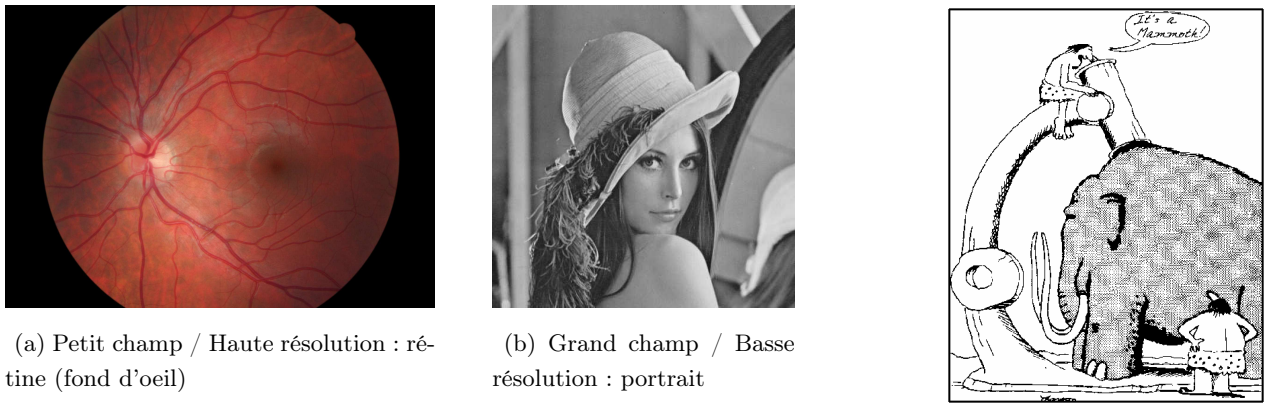 It's a
Mammoth!
(a) Petit champ / Haute résolution : ré-
tine (fond d'oeil)
(b) Grand champ / Basse
résolution : portrait